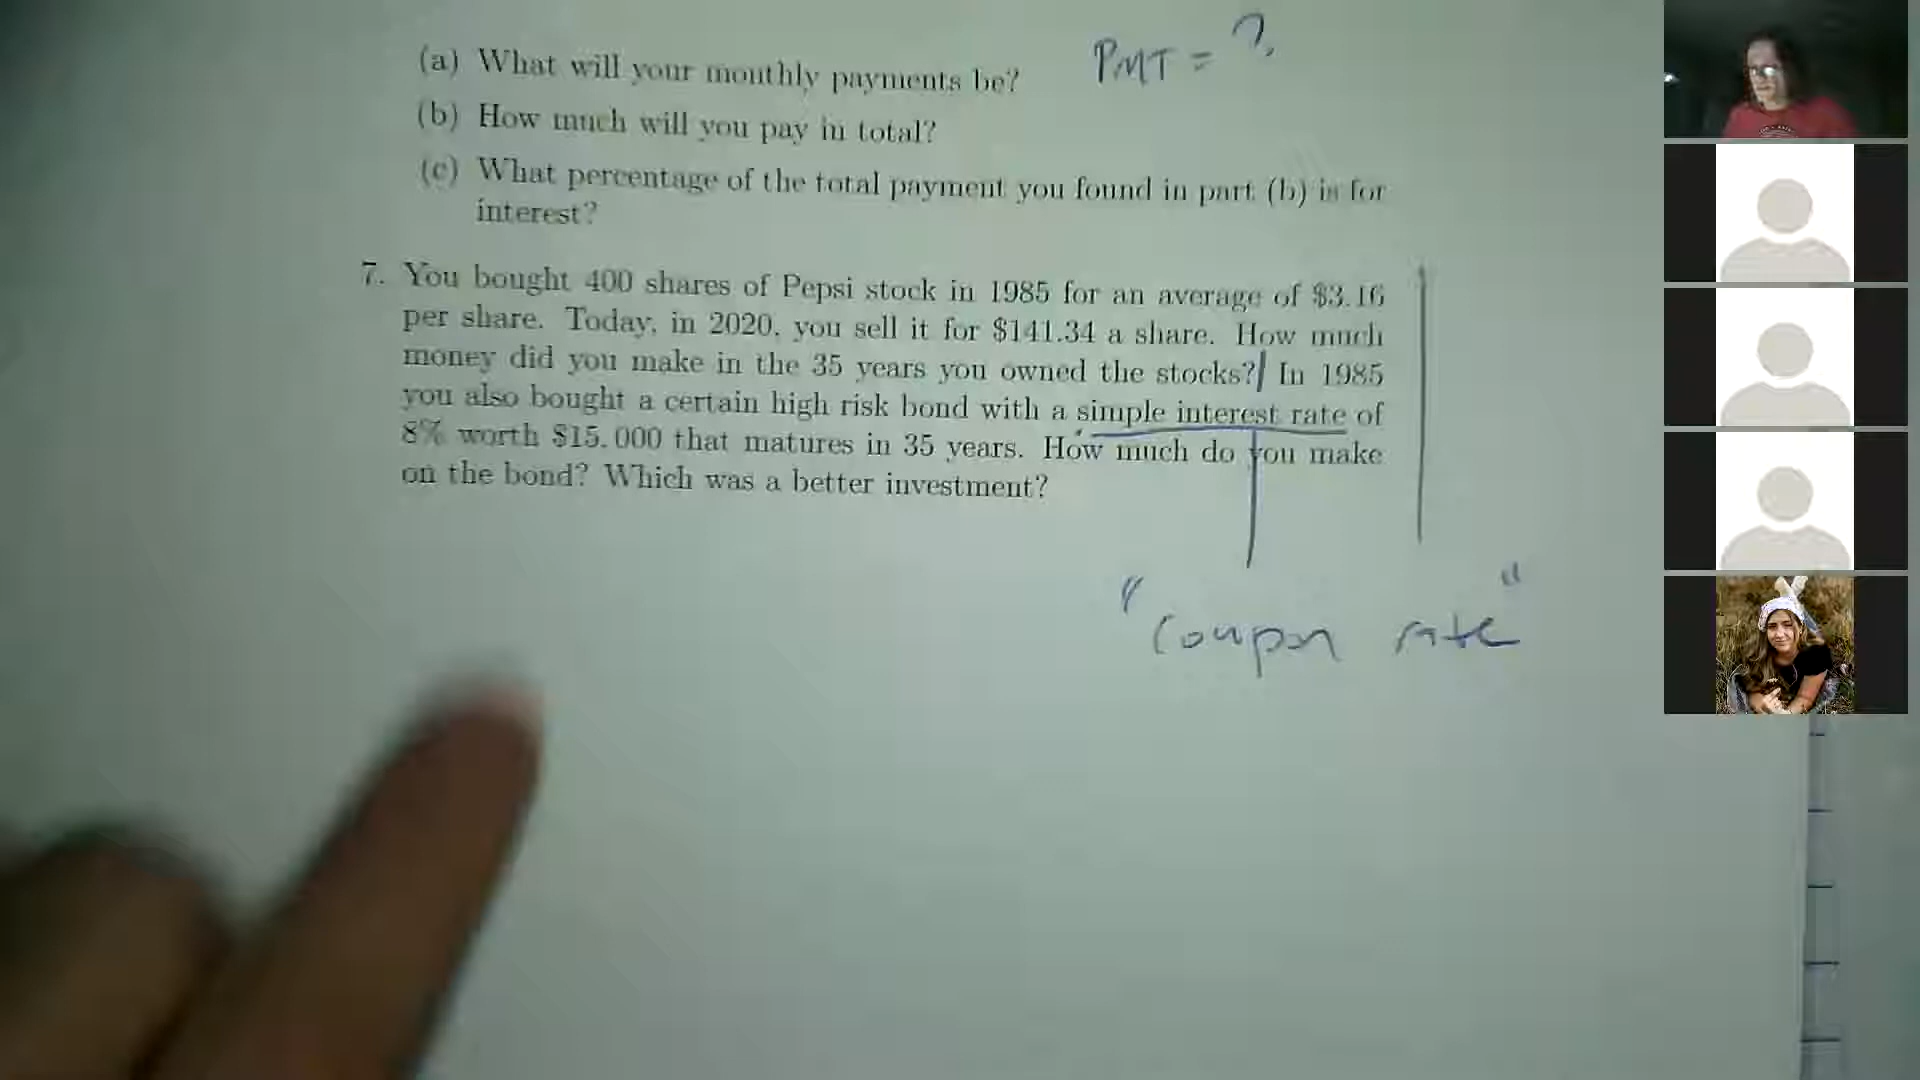 PMT = ?
(a) What will your monthly payments be?
(b) How much will you pay in total?
(c) What percentage of the total payment you found in part (b) is for
interest?
7. You bought 400 shares of Pepsi stock in 1985 for an average of $3.16
per share. Today, in 2020, you sell it for $141.34 a share. How much
money did you make in the 35 years you owned the stocks? In 1985
you also bought a certain high risk bond with a simple interest rate of
8% worth $15,000 that matures in 35 years. How much do you make
on the bond? Which was a better investment?
"coupon rate"